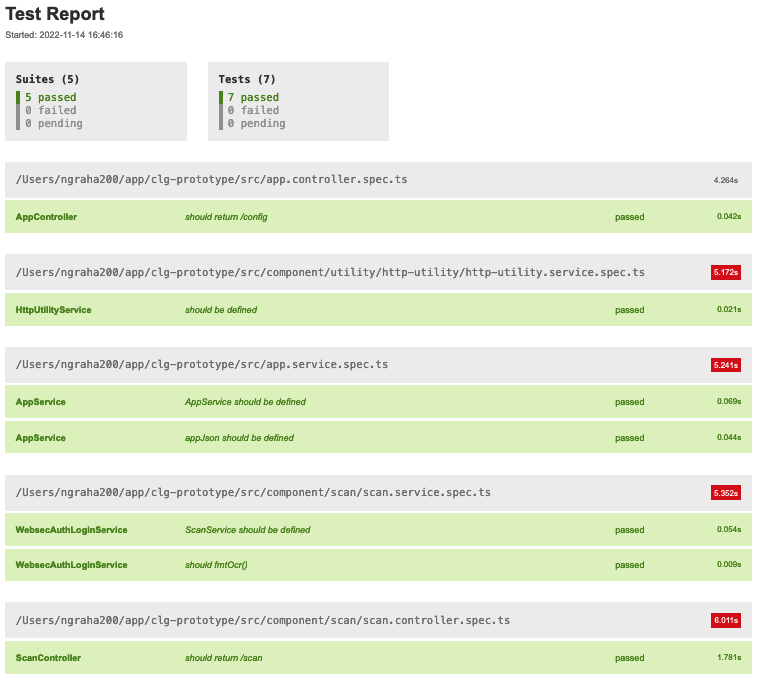 Test Report
Started: 2022-11-14 16:46:16
Suites (5)
5 passed
0 failed
0 pending
Tests (7)
7 passed
0 failed
0 pending
/Users/ngraha200/app/clg-prototype/src/app.controller.spec.ts 4.264s
AppController should return /config passed 0.042s
/Users/ngraha200/app/clg-prototype/src/component/utility/http-utility/http-utility.service.spec.ts 5.172s
HttpUtilityService should be defined passed 0.021s
/Users/ngraha200/app/clg-prototype/src/app.service.spec.ts 5.241s
AppService AppService should be defined passed 0.069s
AppService appJson should be defined passed 0.044s
/Users/ngraha200/app/clg-prototype/src/component/scan/scan.service.spec.ts 5.352s
WebsecAuthLoginService ScanService should be defined passed 0.054s
WebsecAuthLoginService should fmtOcr() passed 0.009s
/Users/ngraha200/app/clg-prototype/src/component/scan/scan.controller.spec.ts 6.011s
ScanController should return /scan passed 1.781s